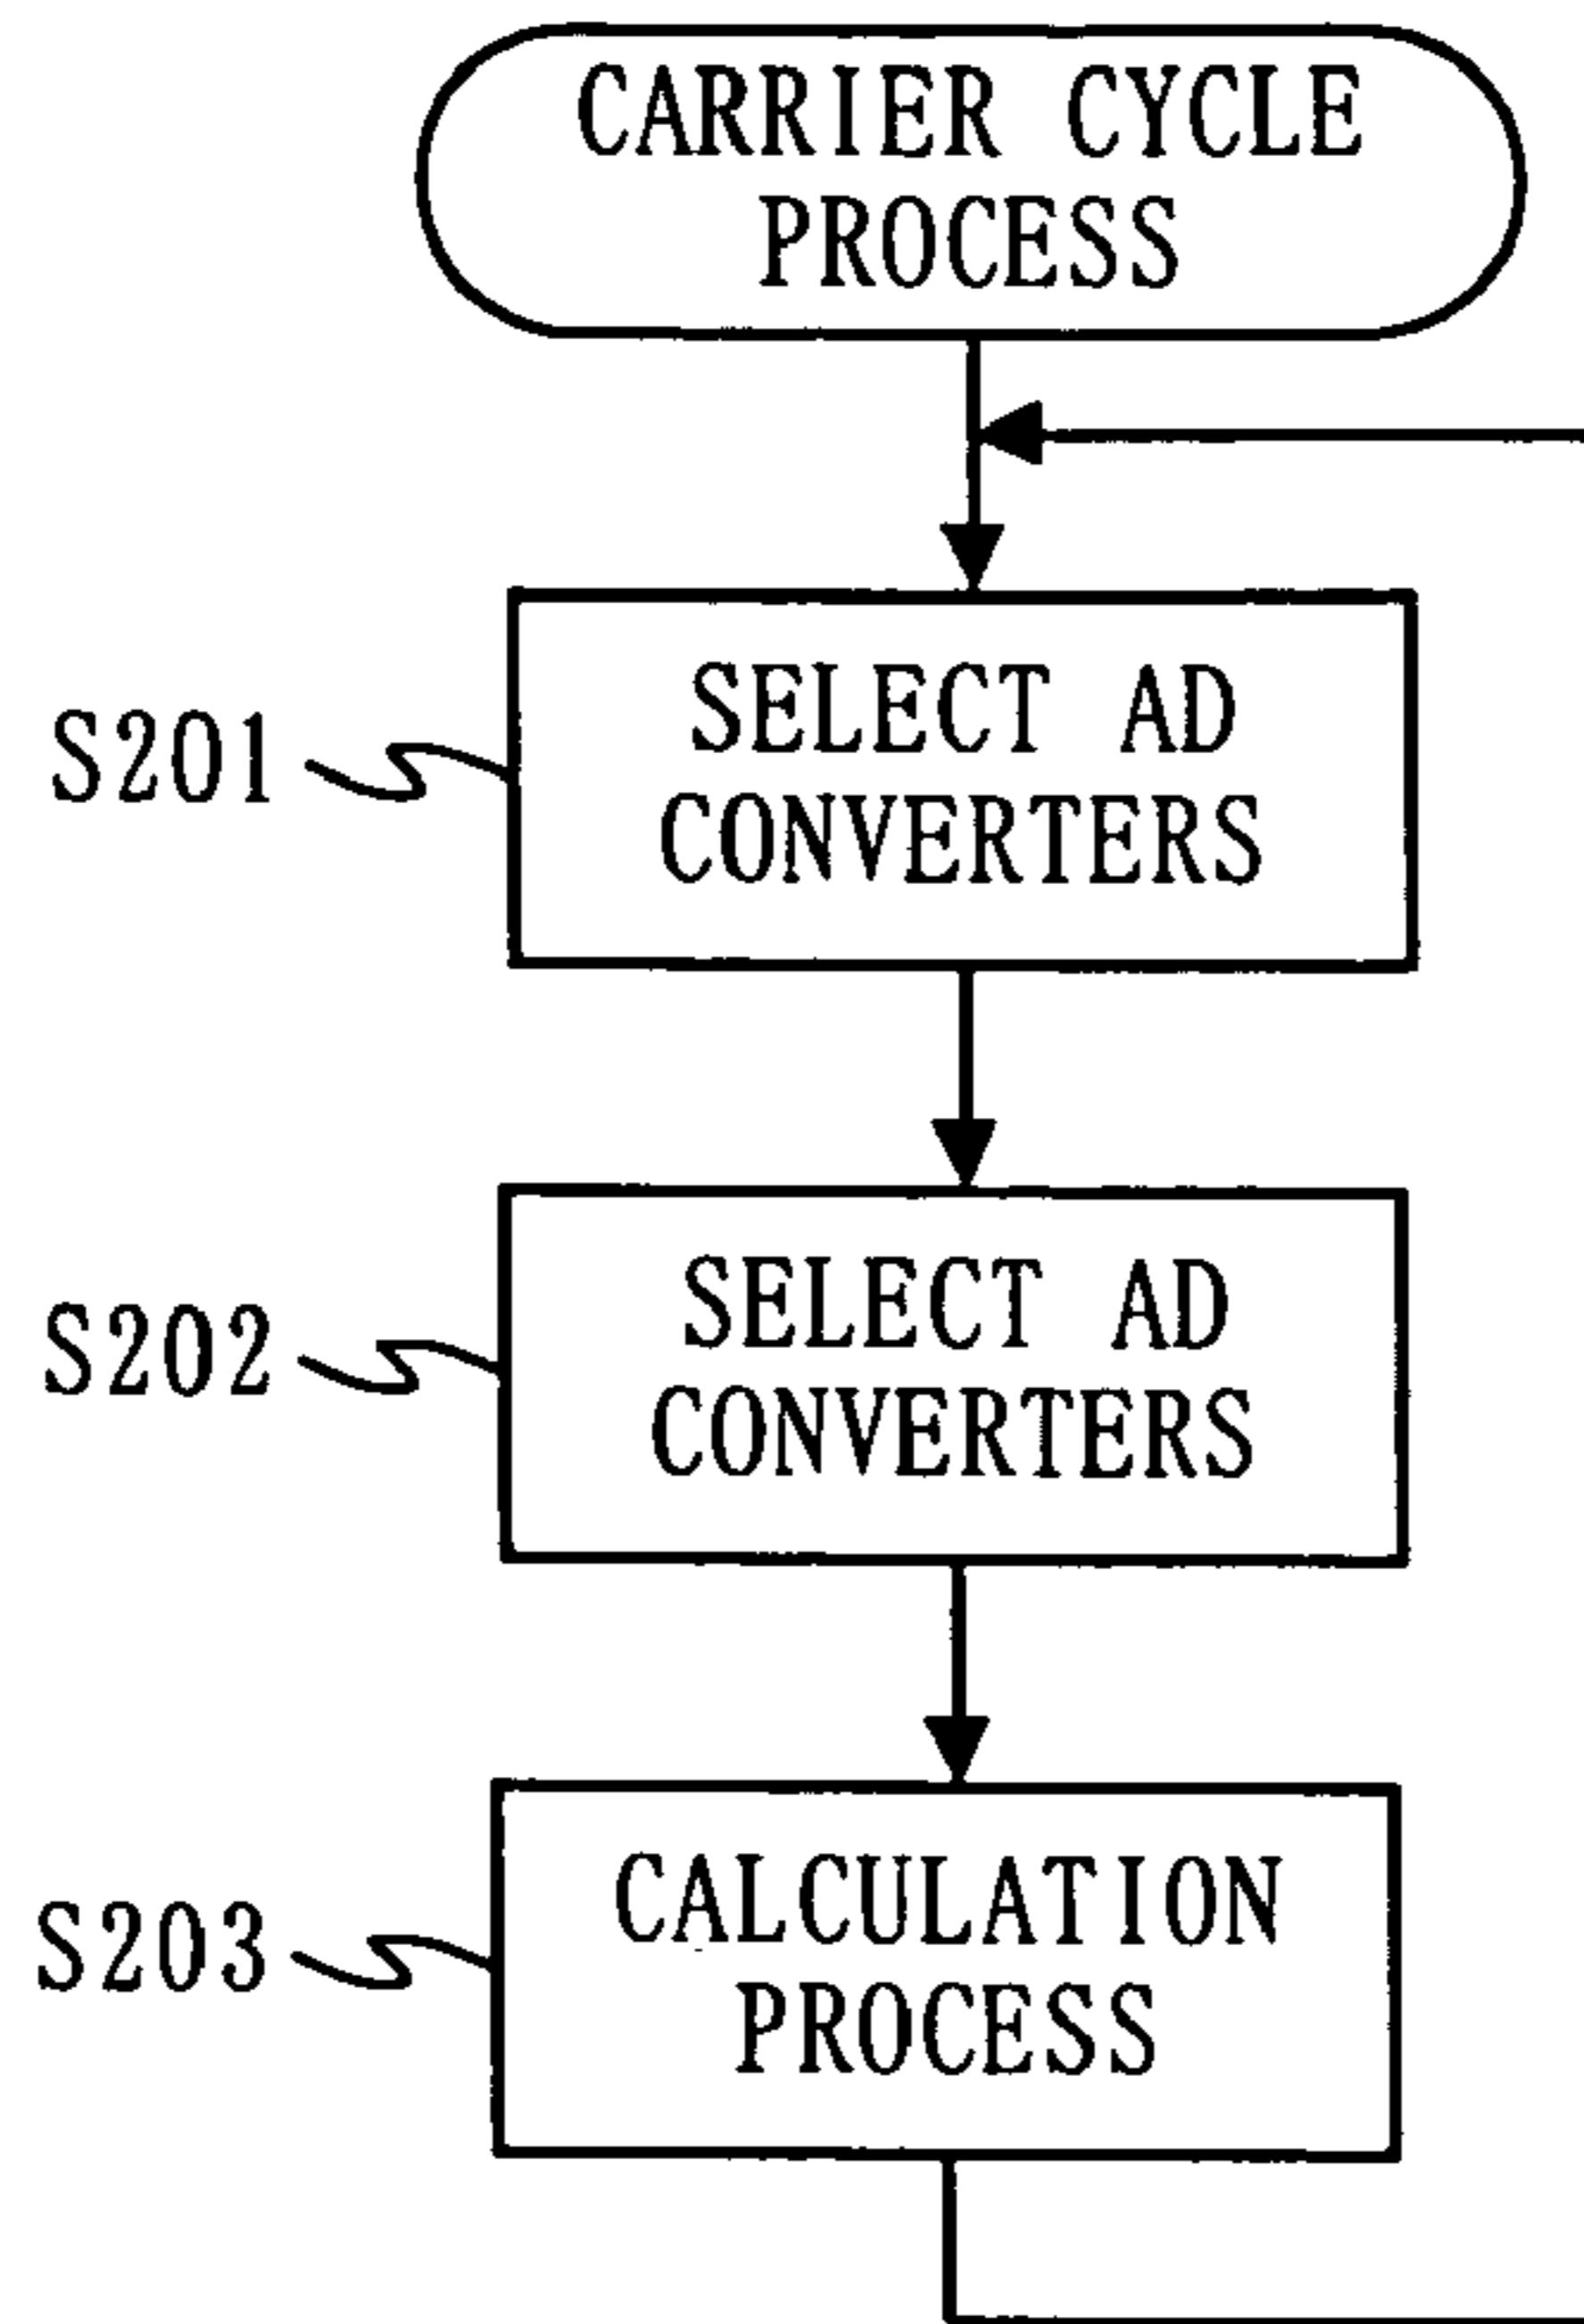 CARRIER CYCLE
PROCESS
S201
SELECT AD
CONVERTERS
S202
SELECT AD
CONVERTERS
S203
CALCULATION
PROCESS